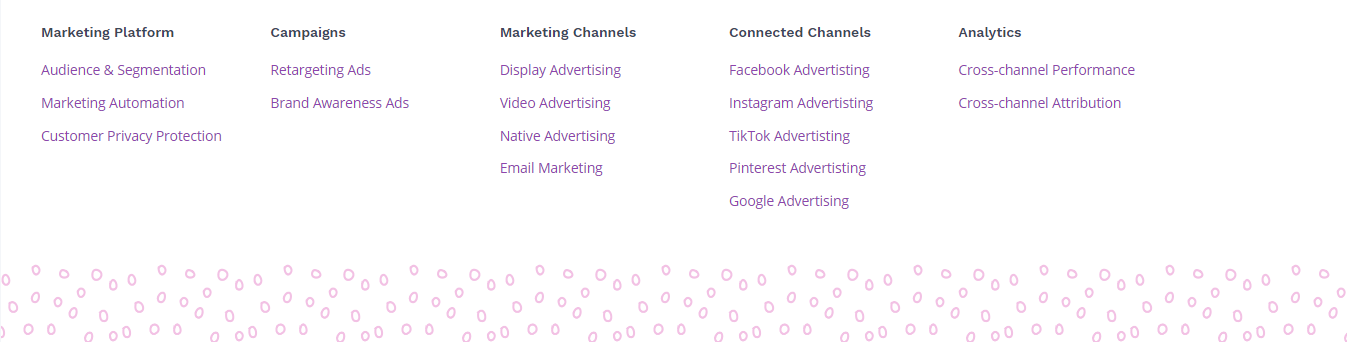 Marketing Platform
Audience & Segmentation
Marketing Automation
Customer Privacy Protection
Campaigns
Retargeting Ads
Brand Awareness Ads
Marketing Channels
Display Advertising
Video Advertising
Native Advertising
Email Marketing
Connected Channels
Facebook Advertisting
Instagram Advertisting
TikTok Advertisting
Pinterest Advertisting
Google Advertising
Analytics
Cross-channel Performance
Cross-channel Attribution